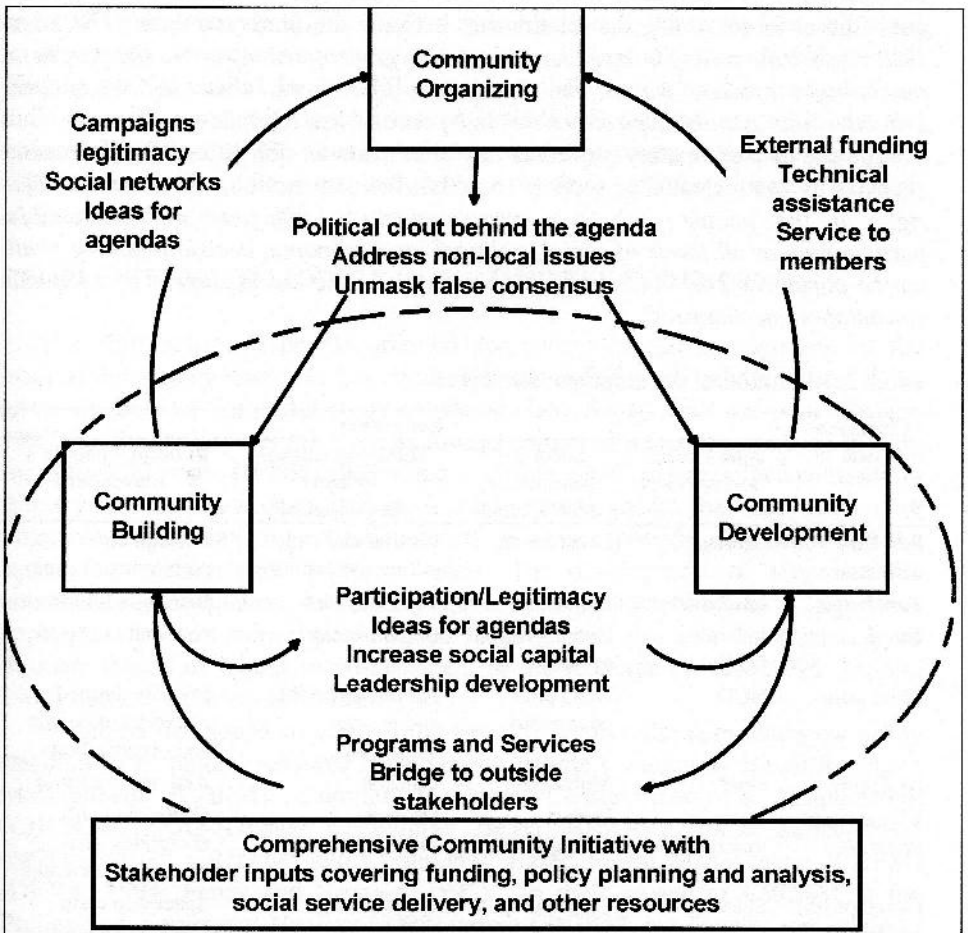 Community
Organizing
Campaigns
legitimacy
Social networks
Ideas for
agendas
External funding
Technical
assistance
Service to
members
Political clout behind the agenda
Address non-local issues
Unmask false consensus
Community
Building
Community
Development
Participation/Legitimacy
Ideas for agendas
Increase social capital
Leadership development
Programs and Services
Bridge to outside
stakeholders
Comprehensive Community Initiative with
Stakeholder inputs covering funding, policy planning and analysis,
social service delivery, and other resources